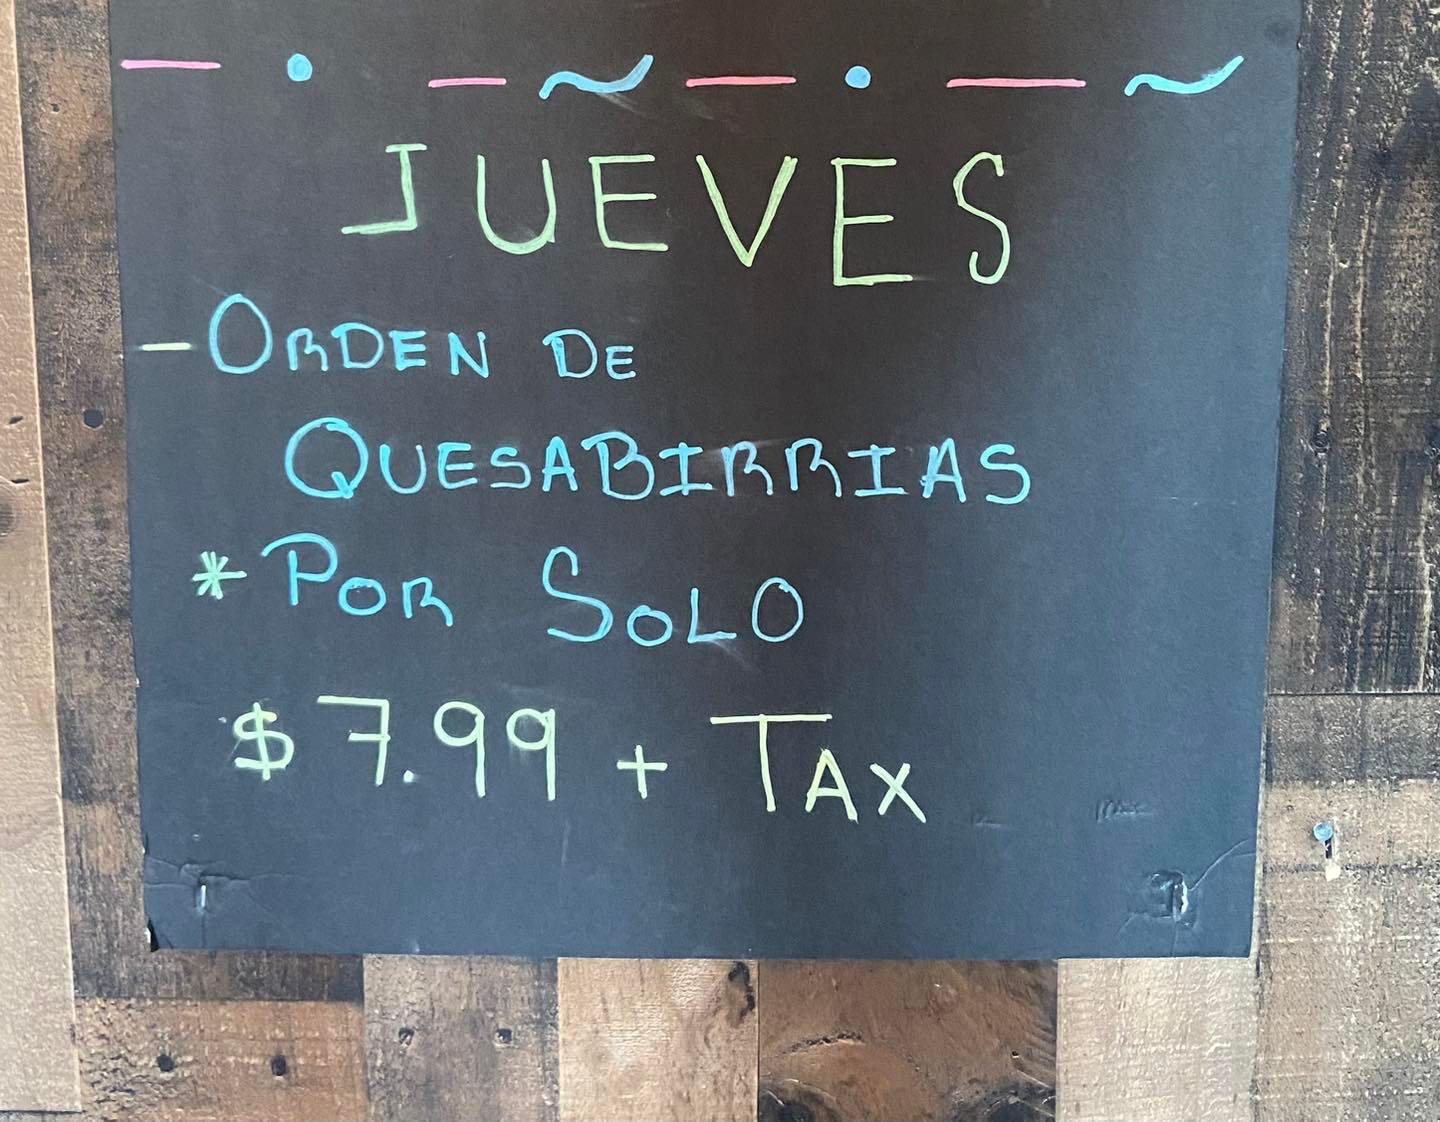 JUEVES
- ORDEN DE
QUESABIRRIAS
* POR SOLO
$7.99 + TAX